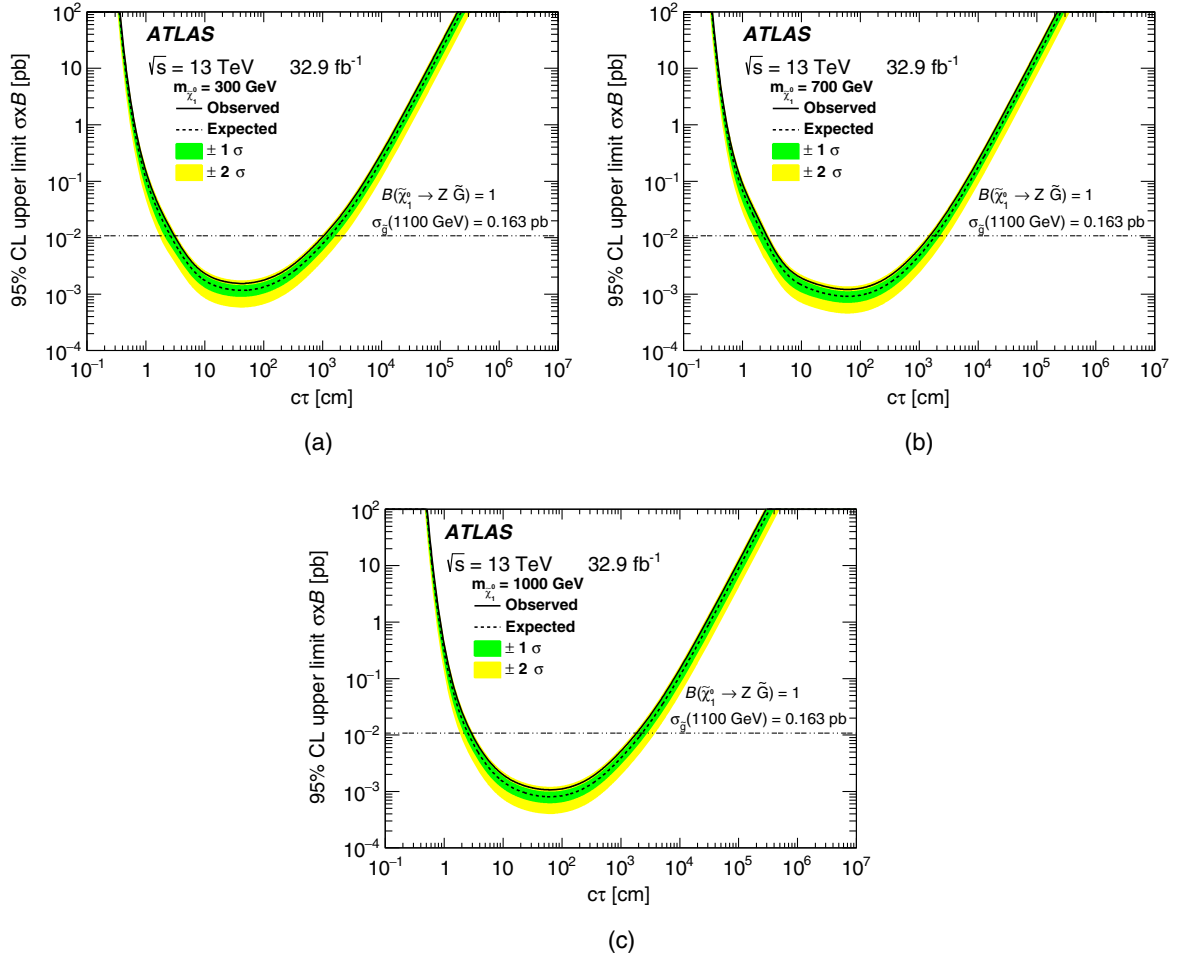 10²
10
1
10⁻¹
10⁻²
10⁻³
10⁻⁴
95% CL upper limit σxB [pb]
ATLAS
√s = 13 TeV 32.9 fb⁻¹
m_χ̃₁⁰ = 300 GeV
Observed
Expected
± 1 σ
± 2 σ
B(χ̃₁⁰ → Z G̃) = 1
σ_g̃(1100 GeV) = 0.163 pb
10⁻¹ 1 10 10² 10³ 10⁴ 10⁵ 10⁶ 10⁷
cτ [cm]
(a)
10²
10
1
10⁻¹
10⁻²
10⁻³
10⁻⁴
95% CL upper limit σxB [pb]
ATLAS
√s = 13 TeV 32.9 fb⁻¹
m_χ̃₁⁰ = 700 GeV
Observed
Expected
± 1 σ
± 2 σ
B(χ̃₁⁰ → Z G̃) = 1
σ_g̃(1100 GeV) = 0.163 pb
10⁻¹ 1 10 10² 10³ 10⁴ 10⁵ 10⁶ 10⁷
cτ [cm]
(b)
10²
10
1
10⁻¹
10⁻²
10⁻³
10⁻⁴
95% CL upper limit σxB [pb]
ATLAS
√s = 13 TeV 32.9 fb⁻¹
m_χ̃₁⁰ = 1000 GeV
Observed
Expected
± 1 σ
± 2 σ
B(χ̃₁⁰ → Z G̃) = 1
σ_g̃(1100 GeV) = 0.163 pb
10⁻¹ 1 10 10² 10³ 10⁴ 10⁵ 10⁶ 10⁷
cτ [cm]
(c)